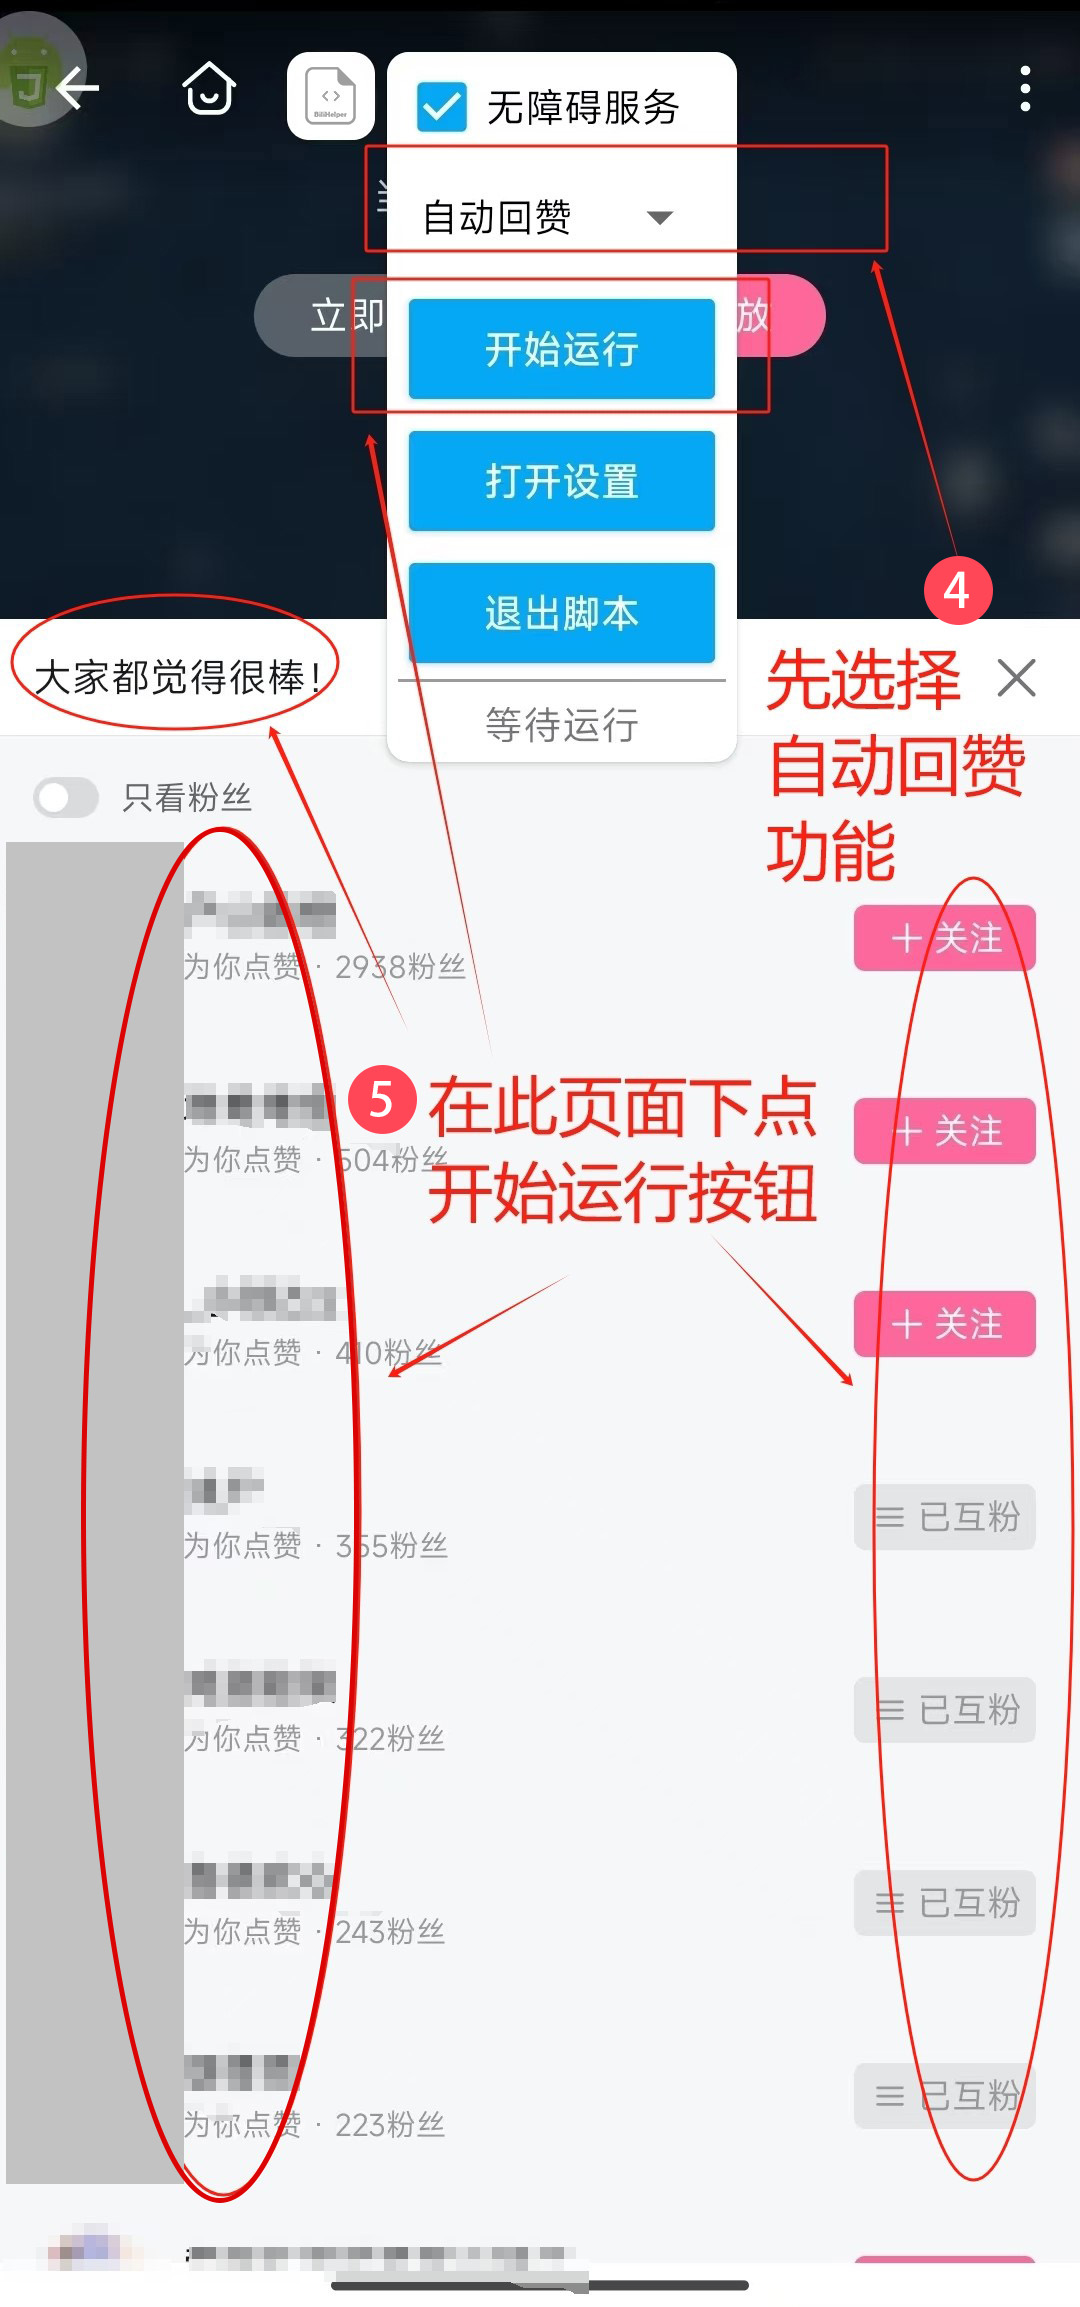 BiliHelper
无障碍服务
自动回赞
立即
开始运行
放
打开设置
退出脚本
等待运行
4
先选择
自动回赞
功能
大家都觉得很棒!
只看粉丝
为你点赞 · 2938粉丝
+ 关注
5
在此页面下点
开始运行按钮
为你点赞 · 504粉丝
+ 关注
为你点赞 · 410粉丝
+ 关注
为你点赞 · 355粉丝
已互粉
为你点赞 · 322粉丝
已互粉
为你点赞 · 243粉丝
已互粉
为你点赞 · 223粉丝
已互粉